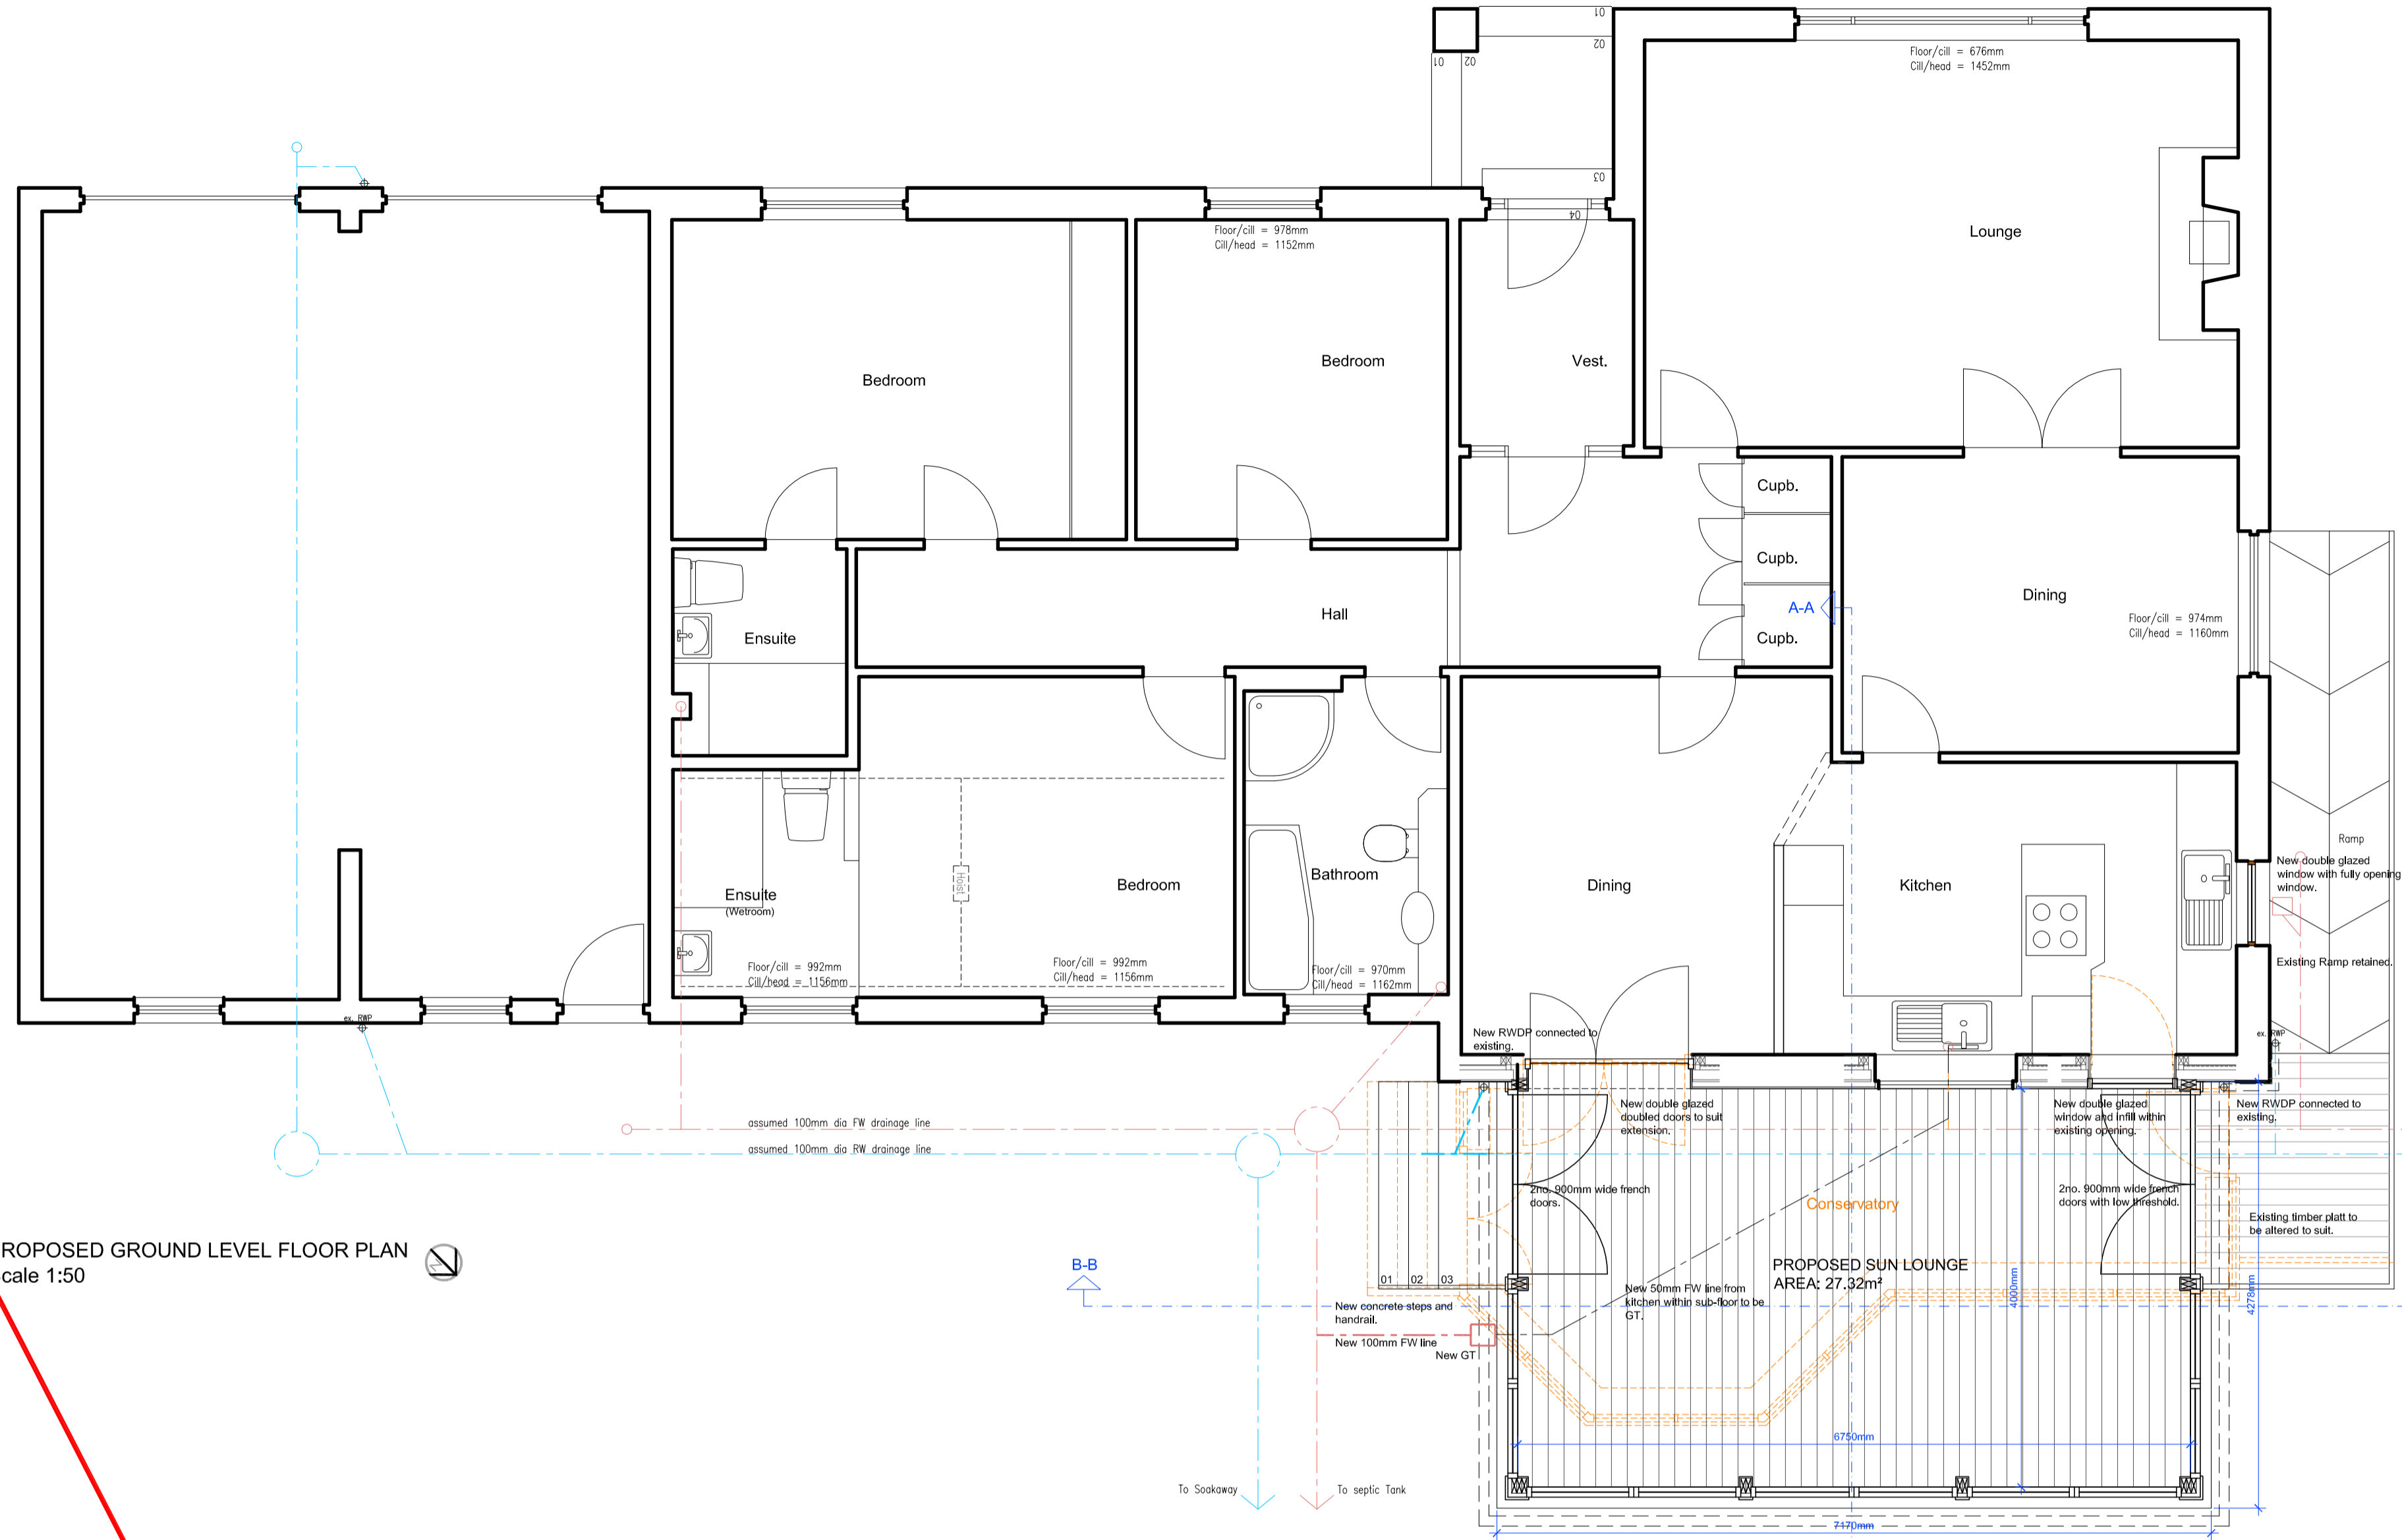 01
02
01 02
03
04
Floor/cill = 676mm
Cill/head = 1452mm
Floor/cill = 978mm
Cill/head = 1152mm
Lounge
Bedroom
Bedroom
Vest.
Cupb.
Cupb.
Cupb.
Dining
Floor/cill = 974mm
Cill/head = 1160mm
A-A
Hall
Ensuite
Ensuite
(Wetroom)
Hoist
Bedroom
Bathroom
Dining
Kitchen
Floor/cill = 992mm
Cill/head = 1156mm
Floor/cill = 992mm
Cill/head = 1156mm
Floor/cill = 970mm
Cill/head = 1162mm
Ramp
New double glazed
window with fully opening
window.
Existing Ramp retained.
ex. RWP
ex. RWP
New RWDP connected to
existing.
New double glazed
doubled doors to suit
extension.
New double glazed
window and infill within
existing opening.
New RWDP connected to
existing.
assumed 100mm dia FW drainage line
assumed 100mm dia RW drainage line
2no. 900mm wide french
doors.
Conservatory
2no. 900mm wide french
doors with low threshold.
Existing timber platt to
be altered to suit.
ROPOSED GROUND LEVEL FLOOR PLAN
cale 1:50
N
B-B
01 02 03
PROPOSED SUN LOUNGE
AREA: 27.32m²
New 50mm FW line from
kitchen within sub-floor to be
GT.
4000mm
4278mm
New concrete steps and
handrail.
New 100mm FW line
New GT
6750mm
To Soakaway
To septic Tank
7170mm